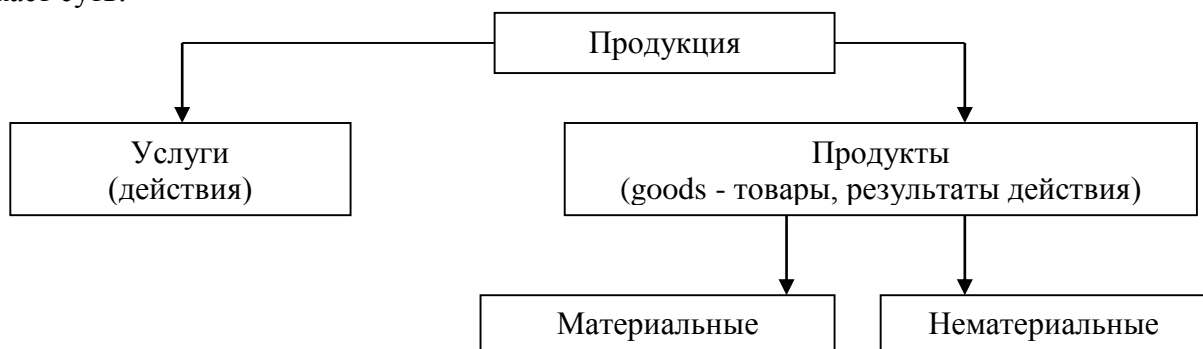 Продукция
Услуги
(действия)
Продукты
(goods - товары, результаты действия)
Материальные
Нематериальные